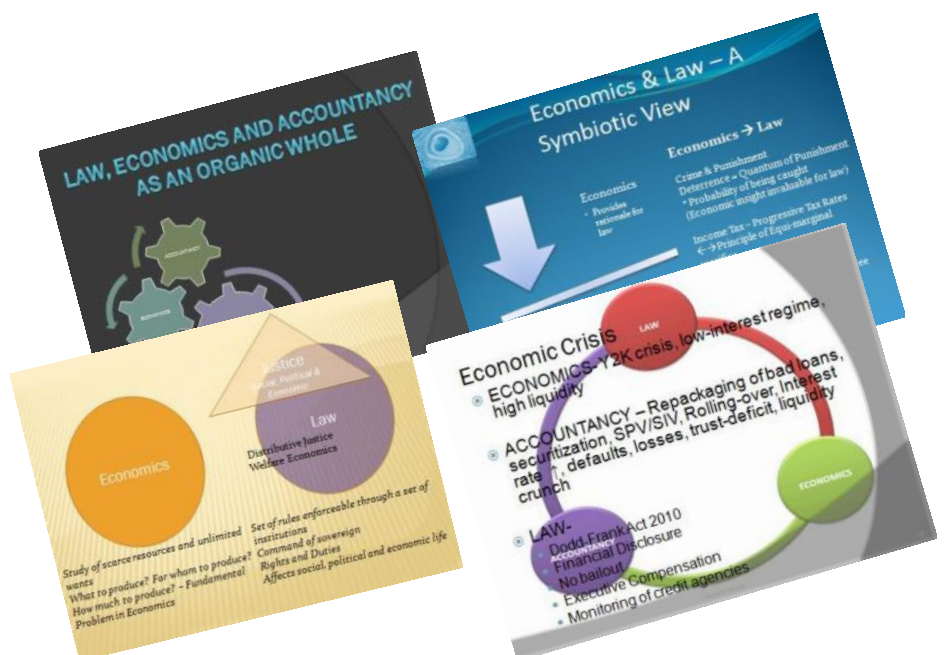 LAW, ECONOMICS AND ACCOUNTANCY
AS AN ORGANIC WHOLE
ACCOUNTANCY
Economics & Law – A
Symbiotic View
Economics
• Provides
rationale for
law
Economics → Law
Crime & Punishment
Deterrence = Quantum of Punishment
* Probability of being caught
(Economic insight invaluable for law)
Income Tax – Progressive Tax Rates
←→Principle of Equi-marginal
Justice
Social, Political &
Economic
Economics
Law
Distributive Justice
Welfare Economics
Study of scarce resources and unlimited
wants
What to produce? For whom to produce?
How much to produce? – Fundamental
Problem in Economics
Set of rules enforceable through a set of
institutions
Command of sovereign
Rights and Duties
Affects social, political and economic life
LAW
Economic Crisis
ECONOMICS-Y2K crisis, low-interest regime,
high liquidity
ACCOUNTANCY – Repackaging of bad loans,
securitization, SPV/SIV, Rolling-over, Interest
rate ↑, defaults, losses, trust-deficit, liquidity
crunch
ECONOMICS
LAW-
Dodd-Frank Act 2010
ACCOUNTANCY
Financial Disclosure
No bailout
Executive Compensation
Monitoring of credit agencies